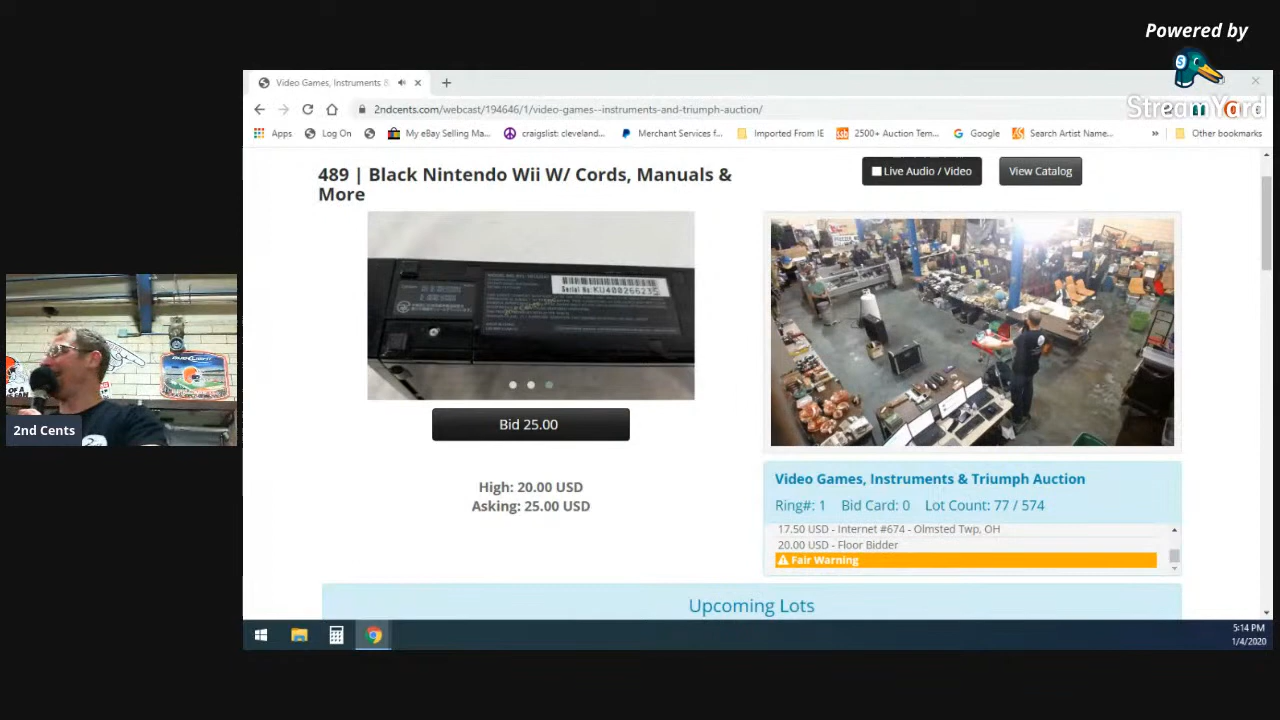 Powered by
StreamYard
Video Games, Instruments &
2ndcents.com/webcast/194646/1/video-games--instruments-and-triumph-auction/
Apps
Log On
My eBay Selling Ma...
craigslist: cleveland...
Merchant Services f...
Imported From IE
2500+ Auction Tem...
Google
Search Artist Name...
»
Other bookmarks
489 | Black Nintendo Wii W/ Cords, Manuals &
More
Live Audio / Video
View Catalog
Bid 25.00
High: 20.00 USD
Asking: 25.00 USD
Video Games, Instruments & Triumph Auction
Ring#: 1 Bid Card: 0 Lot Count: 77 / 574
17.50 USD - Internet #674 - Olmsted Twp, OH
20.00 USD - Floor Bidder
Fair Warning
Upcoming Lots
2nd Cents
5:14 PM
1/4/2020